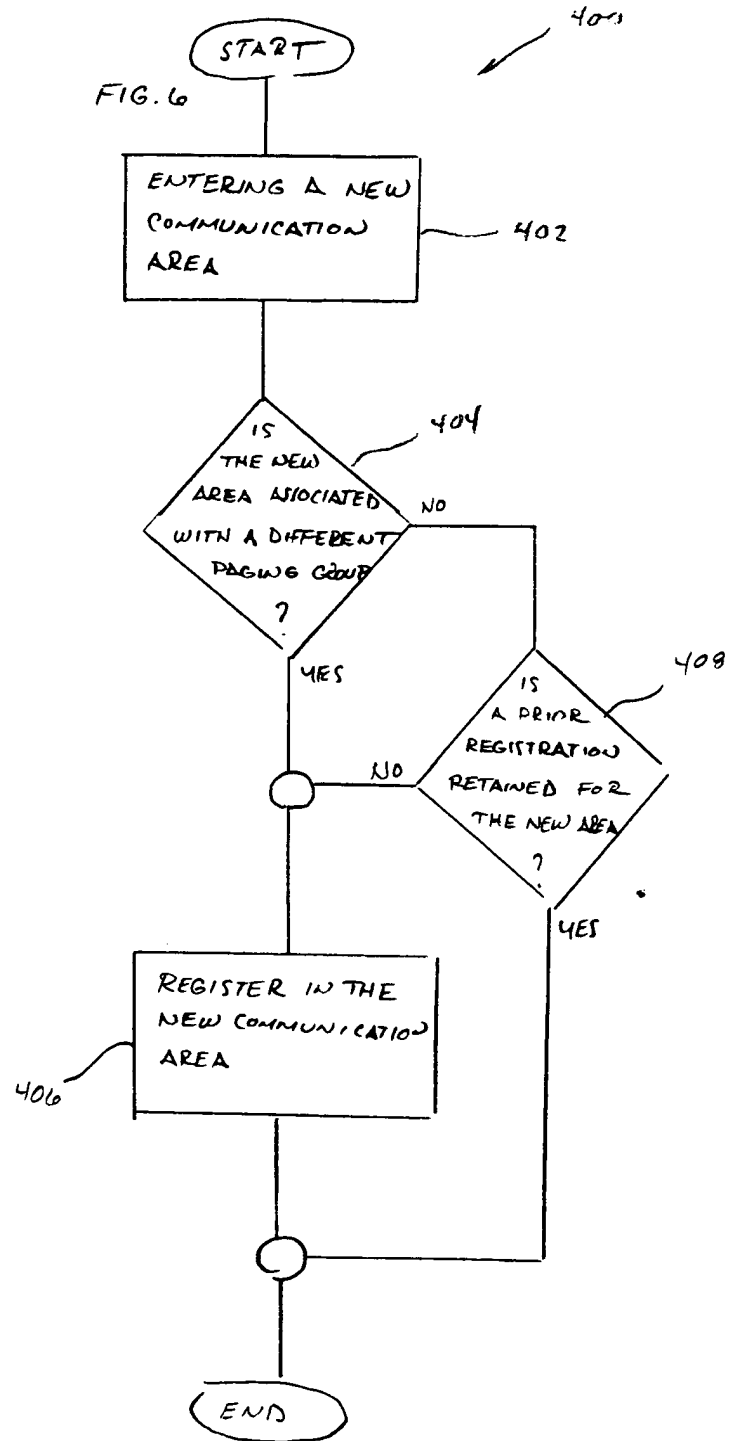 400
START
FIG. 6
ENTERING A NEW
COMMUNICATION
AREA
402
404
IS
THE NEW
AREA ASSOCIATED
WITH A DIFFERENT
PAGING GROUP
?
NO
YES
408
IS
A PRIOR
REGISTRATION
RETAINED FOR
THE NEW AREA
?
NO
YES
REGISTER IN THE
NEW COMMUNICATION
AREA
406
END